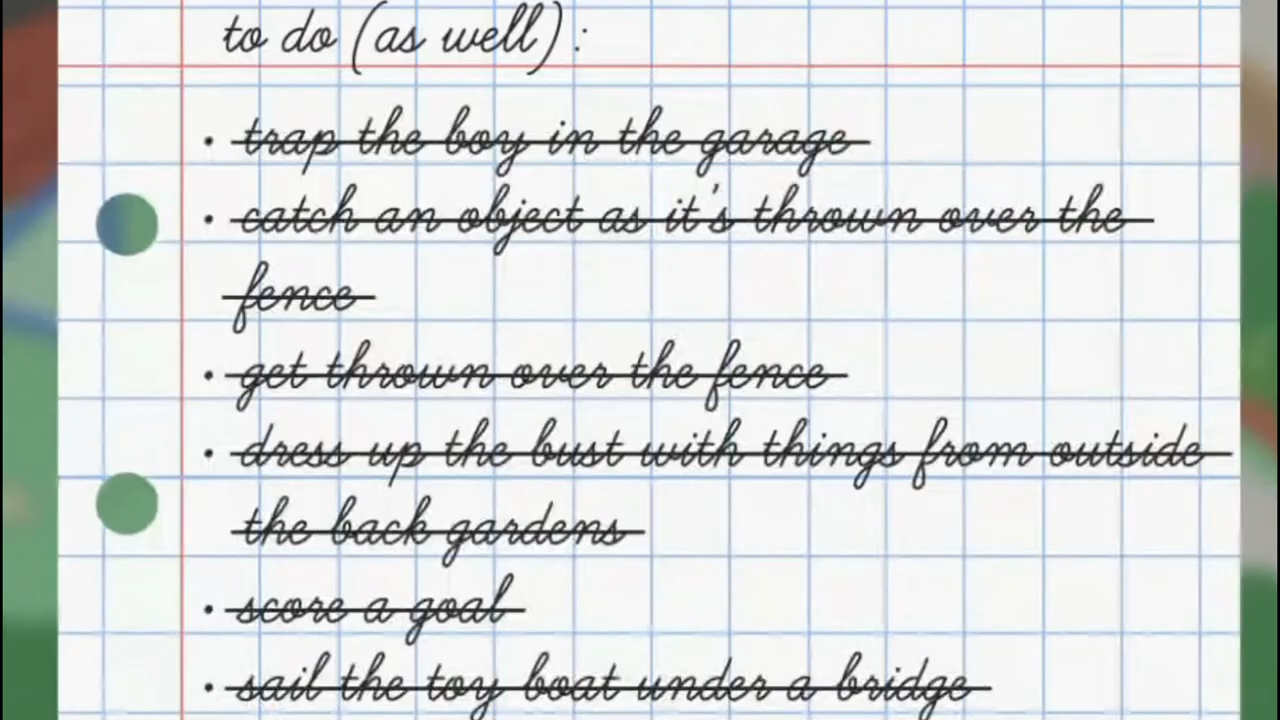 to do (as well):
• trap the boy in the garage
• catch an object as it's thrown over the
fence
• get thrown over the fence
• dress up the bust with things from outside
the back gardens
• score a goal
• sail the toy boat under a bridge